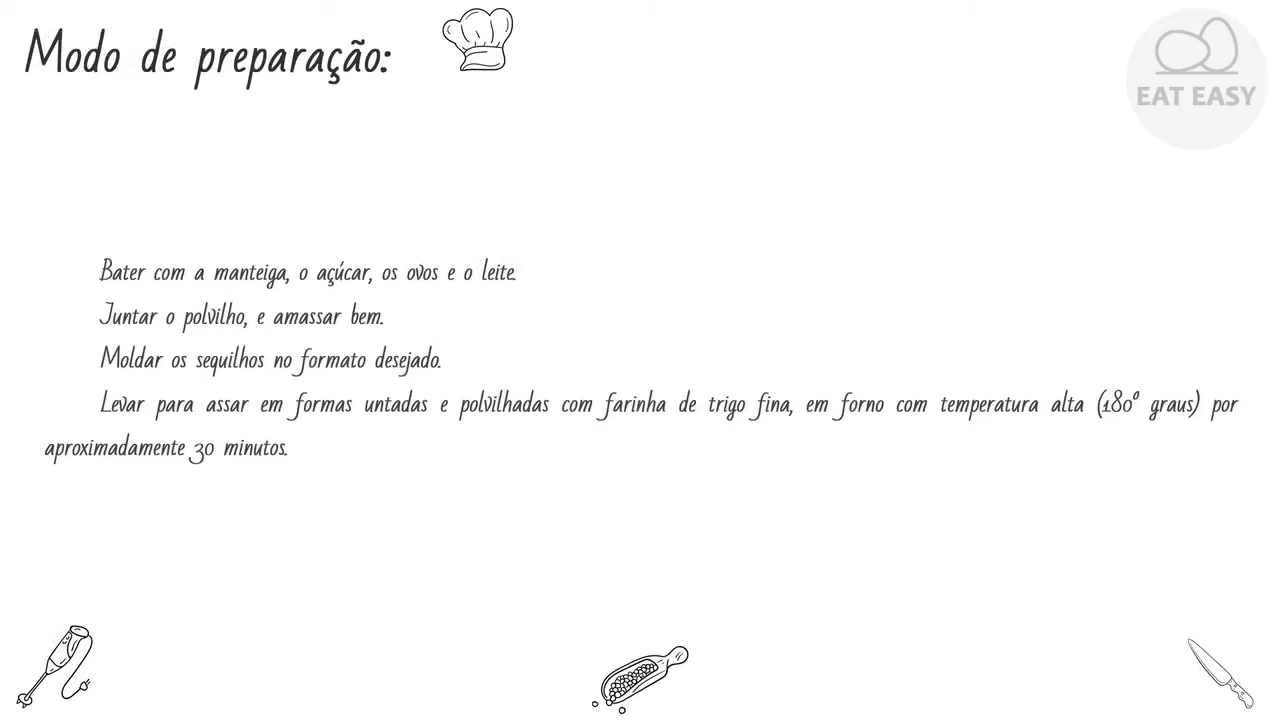 Modo de preparação:
EAT EASY
Bater com a manteiga, o açúcar, os ovos e o leite.
Juntar o polvilho, e amassar bem.
Moldar os sequilhos no formato desejado.
Levar para assar em formas untadas e polvilhadas com farinha de trigo fina, em forno com temperatura alta (180º graus) por
aproximadamente 30 minutos.